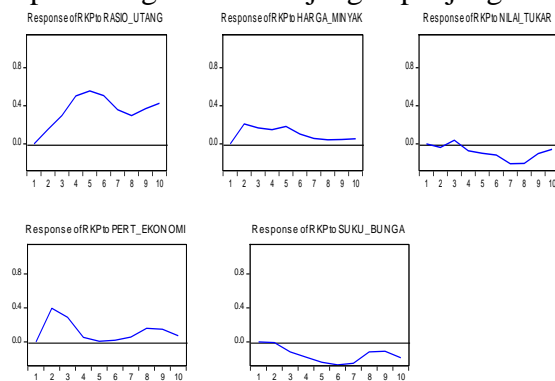 Response of RKP to RASIO_UTANG
Response of RKP to HARGA_MINYAK
Response of RKP to NILAI_TUKAR
0.8 0.8 0.8
0.4 0.4 0.4
0.0 0.0 0.0
1 2 3 4 5 6 7 8 9 10
1 2 3 4 5 6 7 8 9 10
1 2 3 4 5 6 7 8 9 10
Response of RKP to PERT_EKONOMI
Response of RKP to SUKU_BUNGA
0.8 0.8
0.4 0.4
0.0 0.0
1 2 3 4 5 6 7 8 9 10
1 2 3 4 5 6 7 8 9 10